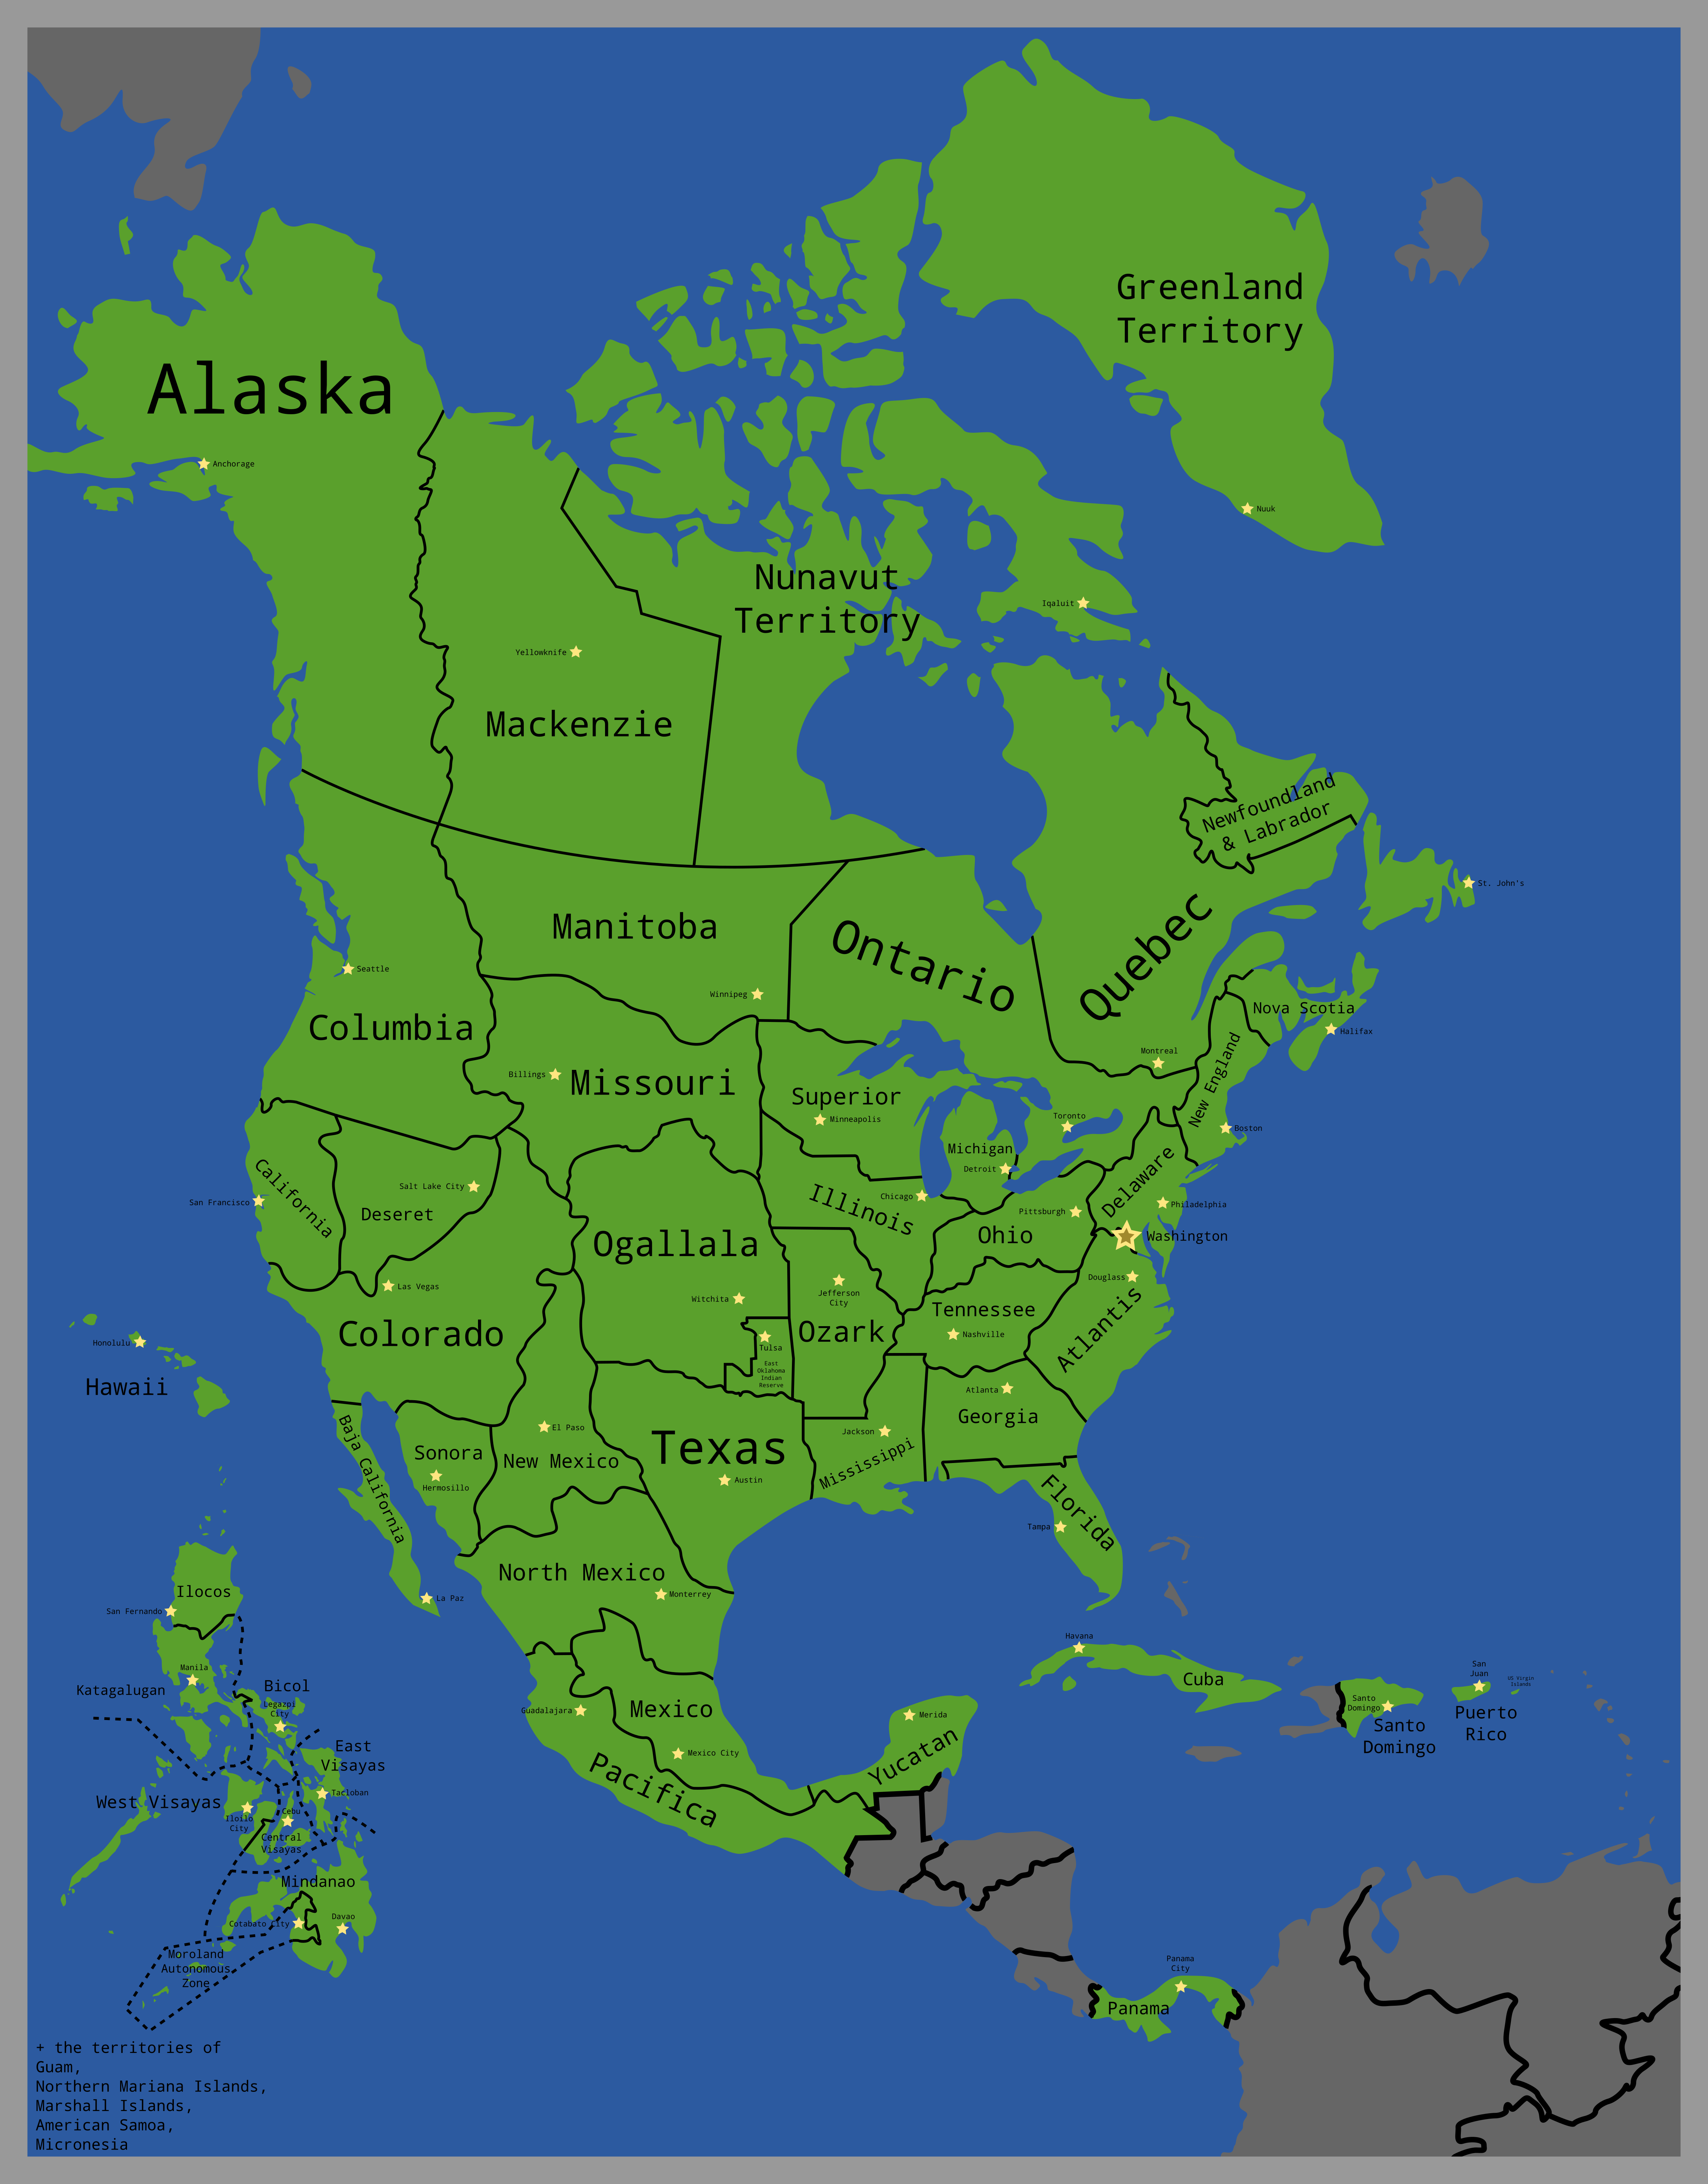 Greenland
Territory
Alaska
Anchorage
Nuuk
Nunavut
Territory
Iqaluit
Yellowknife
Mackenzie
Newfoundland
& Labrador
St. John's
Quebec
Manitoba
Ontario
Seattle
Winnipeg
Columbia
Nova Scotia
Halifax
Montreal
New England
Billings
Missouri
Superior
Minneapolis
Toronto
Boston
Michigan
Detroit
California
Salt Lake City
San Francisco
Deseret
Illinois
Chicago
Delaware
Philadelphia
Pittsburgh
Ohio
Washington
Ogallala
Las Vegas
Witchita
Jefferson
City
Douglass
Tennessee
Nashville
Atlantis
Honolulu
Hawaii
Colorado
Ozark
Tulsa
East
Oklahoma
Indian
Reserve
Atlanta
Georgia
Baja California
Sonora
Hermosillo
El Paso
New Mexico
Texas
Austin
Jackson
Mississippi
Florida
Tampa
North Mexico
Monterrey
La Paz
Ilocos
San Fernando
Manila
Katagalugan
Bicol
Legazpi
City
East
Visayas
West Visayas
Tacloban
Iloilo
City
Cebu
Central
Visayas
Mindanao
Cotabato City
Davao
Moroland
Autonomous
Zone
Guadalajara
Mexico
Mexico City
Pacifica
Merida
Yucatan
Havana
Cuba
Santo
Domingo
Santo
Domingo
San
Juan
US Virgin
Islands
Puerto
Rico
Panama
City
Panama
+ the territories of
Guam,
Northern Mariana Islands,
Marshall Islands,
American Samoa,
Micronesia